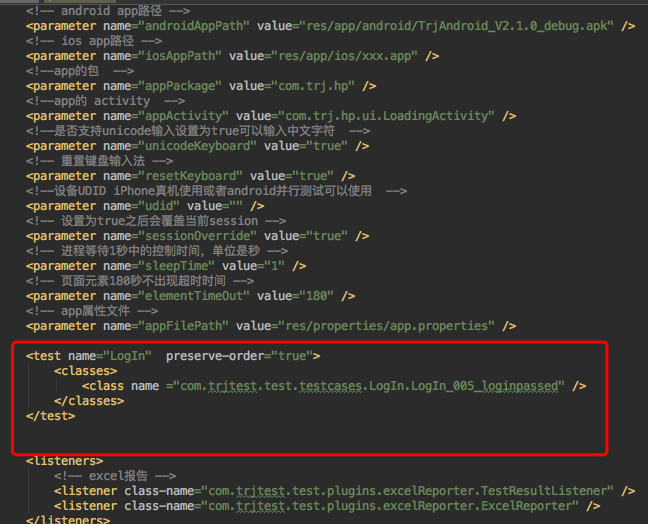 <!-- android app路径 -->
<parameter name="androidAppPath" value="res/app/android/TrjAndroid_V2.1.0_debug.apk" />
<!-- ios app路径 -->
<parameter name="iosAppPath" value="res/app/ios/xxx.app" />
<!--app的包  -->
<parameter name="appPackage" value="com.trj.hp" />
<!--app的 activity  -->
<parameter name="appActivity" value="com.trj.hp.ui.LoadingActivity" />
<!--是否支持unicode输入设置为true可以输入中文字符  -->
<parameter name="unicodeKeyboard" value="true" />
<!-- 重置键盘输入法 -->
<parameter name="resetKeyboard" value="true" />
<!--设备UDID iPhone真机使用或者android并行测试可以使用  -->
<parameter name="udid" value="" />
<!-- 设置为true之后会覆盖当前session -->
<parameter name="sessionOverride" value="true" />
<!-- 进程等待1秒中的控制时间，单位是秒 -->
<parameter name="sleepTime" value="1" />
<!-- 页面元素180秒不出现超时时间 -->
<parameter name="elementTimeOut" value="180" />
<!-- app属性文件 -->
<parameter name="appFilePath" value="res/properties/app.properties" />
<test name="LogIn"  preserve-order="true">
<classes>
<class name ="com.trjtest.test.testcases.LogIn.LogIn_005_loginpassed" />
</classes>
</test>
<listeners>
<!-- excel报告 -->
<listener class-name="com.trjtest.test.plugins.excelReporter.TestResultListener" />
<listener class-name="com.trjtest.test.plugins.excelReporter.ExcelReporter" />
</listeners>